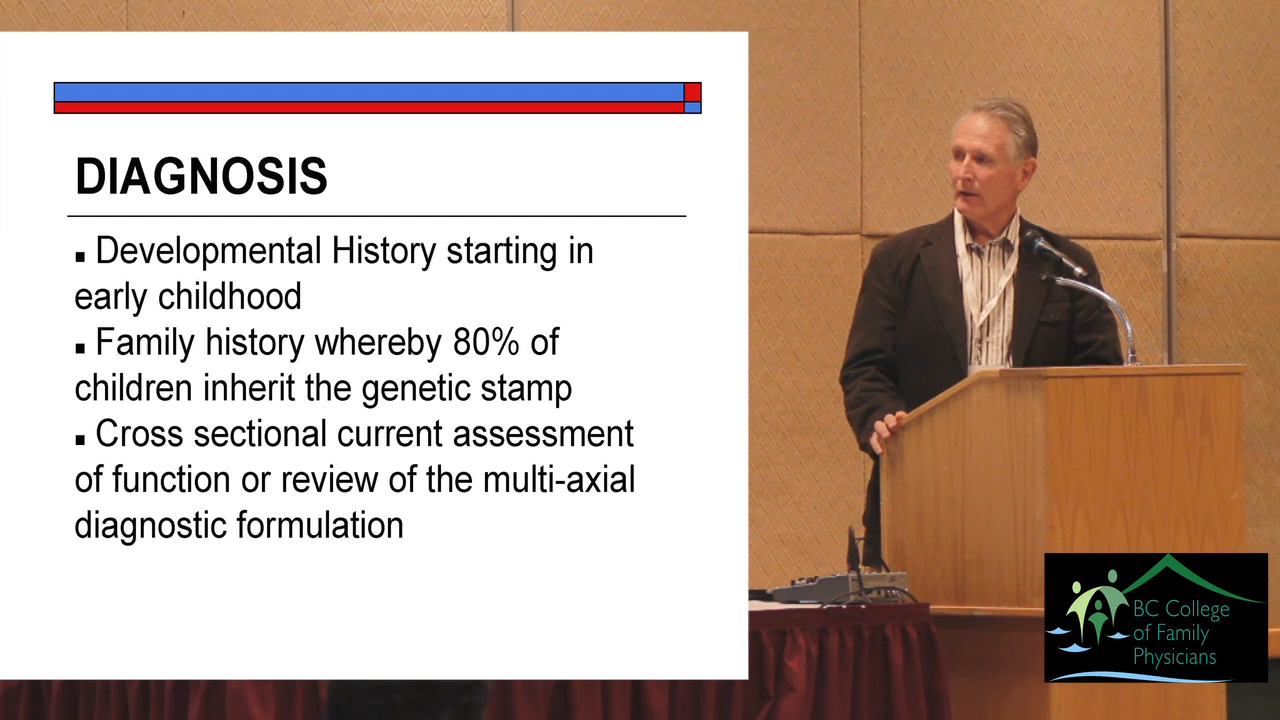 DIAGNOSIS
▪ Developmental History starting in
early childhood
▪ Family history whereby 80% of
children inherit the genetic stamp
▪ Cross sectional current assessment
of function or review of the multi-axial
diagnostic formulation
BC College
of Family
Physicians